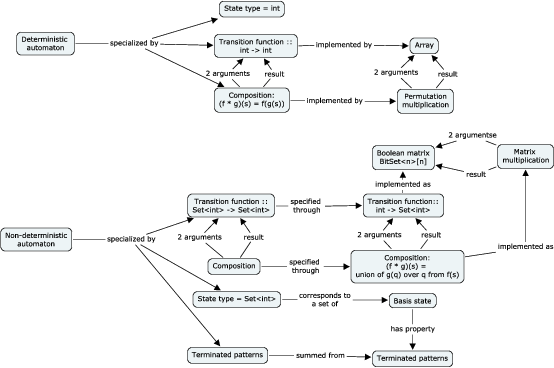 State type = int
Deterministic
automaton
specialized by
Transition function ::
int -> int
implemented by
Array
2 arguments
result
2 arguments
result
Composition:
(f * g)(s) = f(g(s))
implemented by
Permutation
multiplication
2 argumentse
Boolean matrix
BitSet<n>[n]
Matrix
multiplication
result
implemented as
Transition function ::
Set<int> -> Set<int>
specified
through
Transition function::
int -> Set<int>
Non-deterministic
automaton
specialized by
2 arguments
result
2 arguments
result
implemented as
Composition
specified
through
Composition:
(f * g)(s) =
union of g(q) over q from f(s)
State type = Set<int>
corresponds to
a set of
Basis state
has property
Terminated patterns
summed from
Terminated patterns